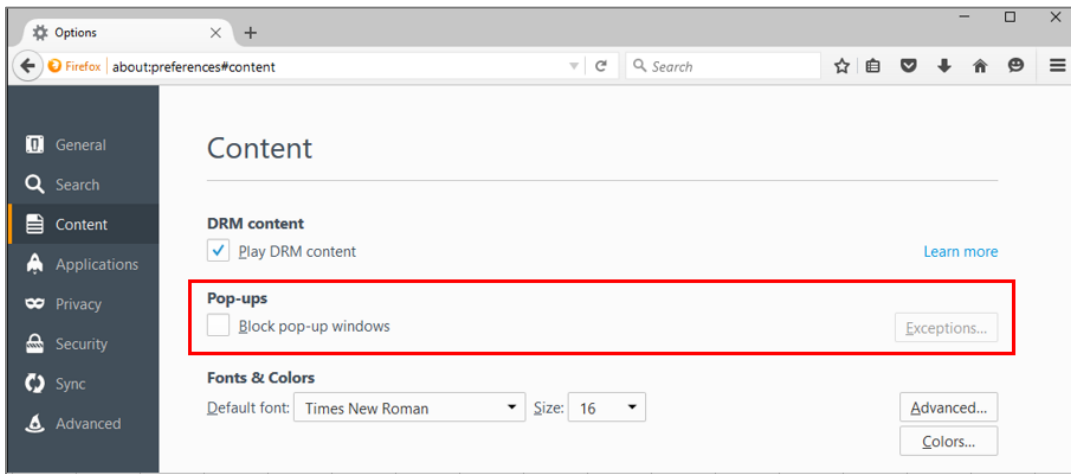 Options
Firefox about:preferences#content
Search
General
Search
Content
Applications
Privacy
Security
Sync
Advanced
Content
DRM content
Play DRM content
Learn more
Pop-ups
Block pop-up windows
Exceptions...
Fonts & Colors
Default font: Times New Roman Size: 16
Advanced...
Colors...